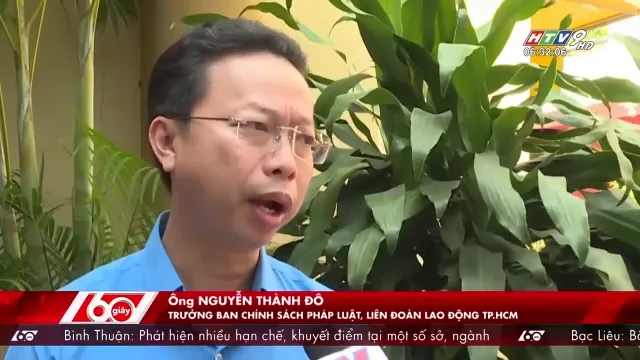 HTV9 HD
06:32:06
60 giây
Ông NGUYỄN THÀNH ĐÔ
TRƯỞNG BAN CHÍNH SÁCH PHÁP LUẬT, LIÊN ĐOÀN LAO ĐỘNG TP.HCM
60 Bình Thuận: Phát hiện nhiều hạn chế, khuyết điểm tại một số sở, ngành 60 Bạc Liêu: B